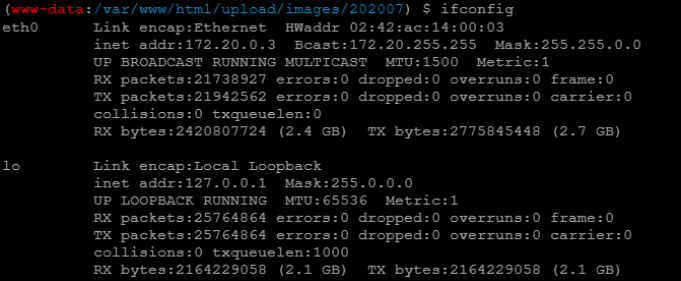 (www-data:/var/www/html/upload/images/202007) $ ifconfig
eth0 Link encap:Ethernet HWaddr 02:42:ac:14:00:03
inet addr:172.20.0.3 Bcast:172.20.255.255 Mask:255.255.0.0
UP BROADCAST RUNNING MULTICAST MTU:1500 Metric:1
RX packets:21738927 errors:0 dropped:0 overruns:0 frame:0
TX packets:21942562 errors:0 dropped:0 overruns:0 carrier:0
collisions:0 txqueuelen:0
RX bytes:2420807724 (2.4 GB) TX bytes:2775845448 (2.7 GB)
lo Link encap:Local Loopback
inet addr:127.0.0.1 Mask:255.0.0.0
UP LOOPBACK RUNNING MTU:65536 Metric:1
RX packets:25764864 errors:0 dropped:0 overruns:0 frame:0
TX packets:25764864 errors:0 dropped:0 overruns:0 carrier:0
collisions:0 txqueuelen:1000
RX bytes:2164229058 (2.1 GB) TX bytes:2164229058 (2.1 GB)